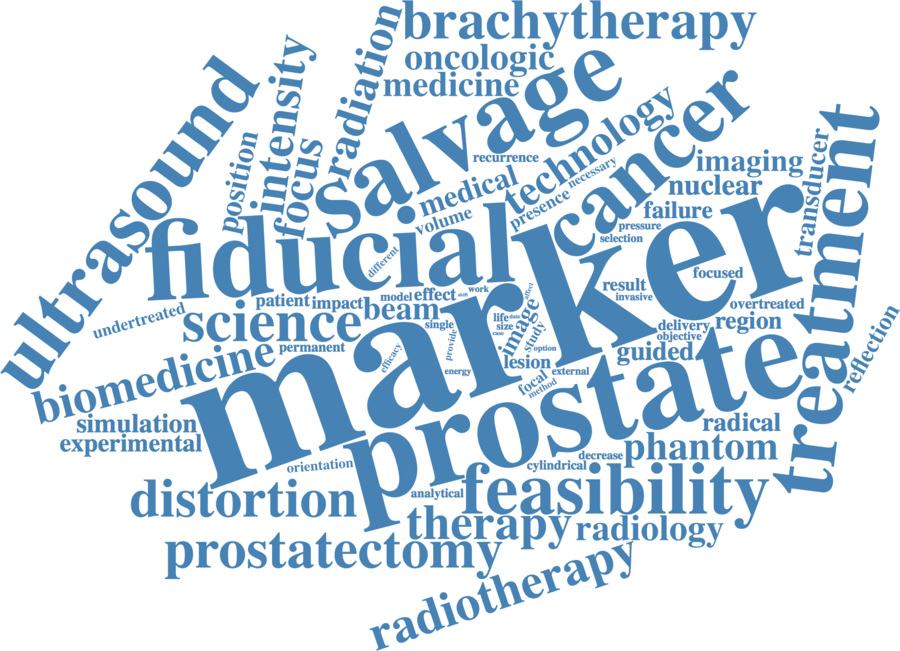 brachytherapy
oncologic
medicine
radiation
intensity
focus
position
ultrasound
salvage
recurrence
technology
necessary
presence
medical
volume
cancer
imaging
nuclear
failure
pressure
selection
transducer
treatment
fiducial
different
marker
focused
result
invasive
overtreated
reflection
undertreated
patient
impact
model
effect
shift
work
affect
science
beam
single
life
date
size
case
image
study
option
delivery
region
objective
guided
permanent
biomedicine
efficacy
provide
energy
lesion
external
focal
method
prostate
simulation
experimental
radical
phantom
decrease
cylindrical
orientation
analytical
distortion
feasibility
therapy
radiology
prostatectomy
radiotherapy